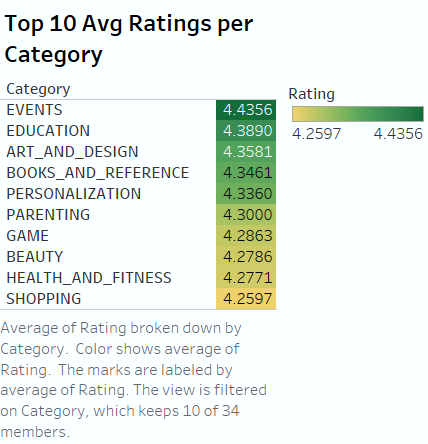 Top 10 Avg Ratings per
Category
Category
EVENTS 4.4356
EDUCATION 4.3890
ART_AND_DESIGN 4.3581
BOOKS_AND_REFERENCE 4.3461
PERSONALIZATION 4.3360
PARENTING 4.3000
GAME 4.2863
BEAUTY 4.2786
HEALTH_AND_FITNESS 4.2771
SHOPPING 4.2597
Rating
4.2597 4.4356
Average of Rating broken down by
Category. Color shows average of
Rating. The marks are labeled by
average of Rating. The view is filtered
on Category, which keeps 10 of 34
members.